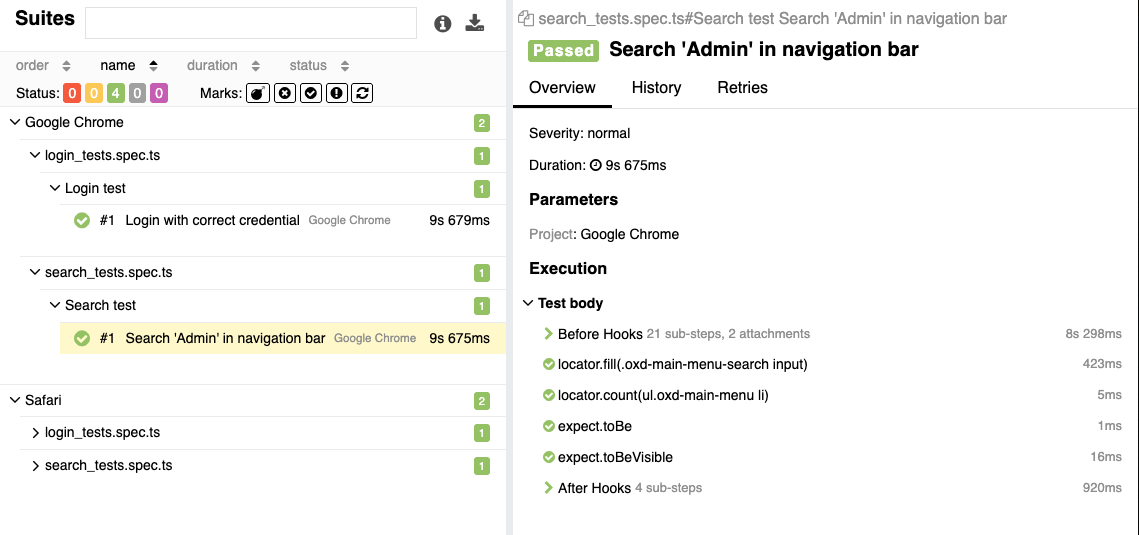 Suites
order name duration status
Status: 0 0 4 0 0 Marks:
Google Chrome 2
login_tests.spec.ts 1
Login test 1
#1 Login with correct credential Google Chrome 9s 679ms
search_tests.spec.ts 1
Search test 1
#1 Search 'Admin' in navigation bar Google Chrome 9s 675ms
Safari 2
login_tests.spec.ts 1
search_tests.spec.ts 1
search_tests.spec.ts#Search test Search 'Admin' in navigation bar
Passed Search 'Admin' in navigation bar
Overview History Retries
Severity: normal
Duration: 9s 675ms
Parameters
Project: Google Chrome
Execution
Test body
Before Hooks 21 sub-steps, 2 attachments 8s 298ms
locator.fill(.oxd-main-menu-search input) 423ms
locator.count(ul.oxd-main-menu li) 5ms
expect.toBe 1ms
expect.toBeVisible 16ms
After Hooks 4 sub-steps 920ms